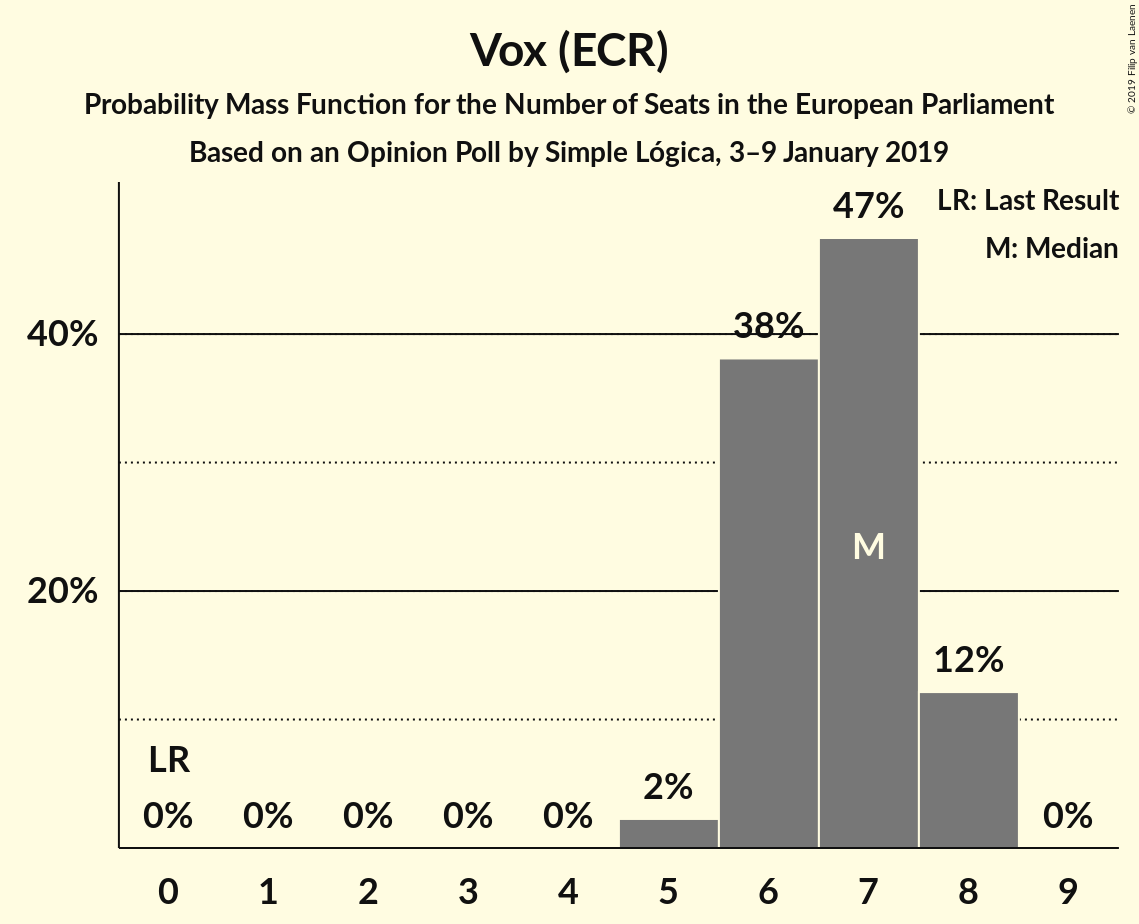 Vox (ECR)
Probability Mass Function for the Number of Seats in the European Parliament
Based on an Opinion Poll by Simple Lógica, 3–9 January 2019
© 2019 Filip van Laenen
LR: Last Result
M: Median
47%
38%
40%
M
20%
12%
LR
2%
0% 0% 0% 0% 0% 0%
0 1 2 3 4 5 6 7 8 9